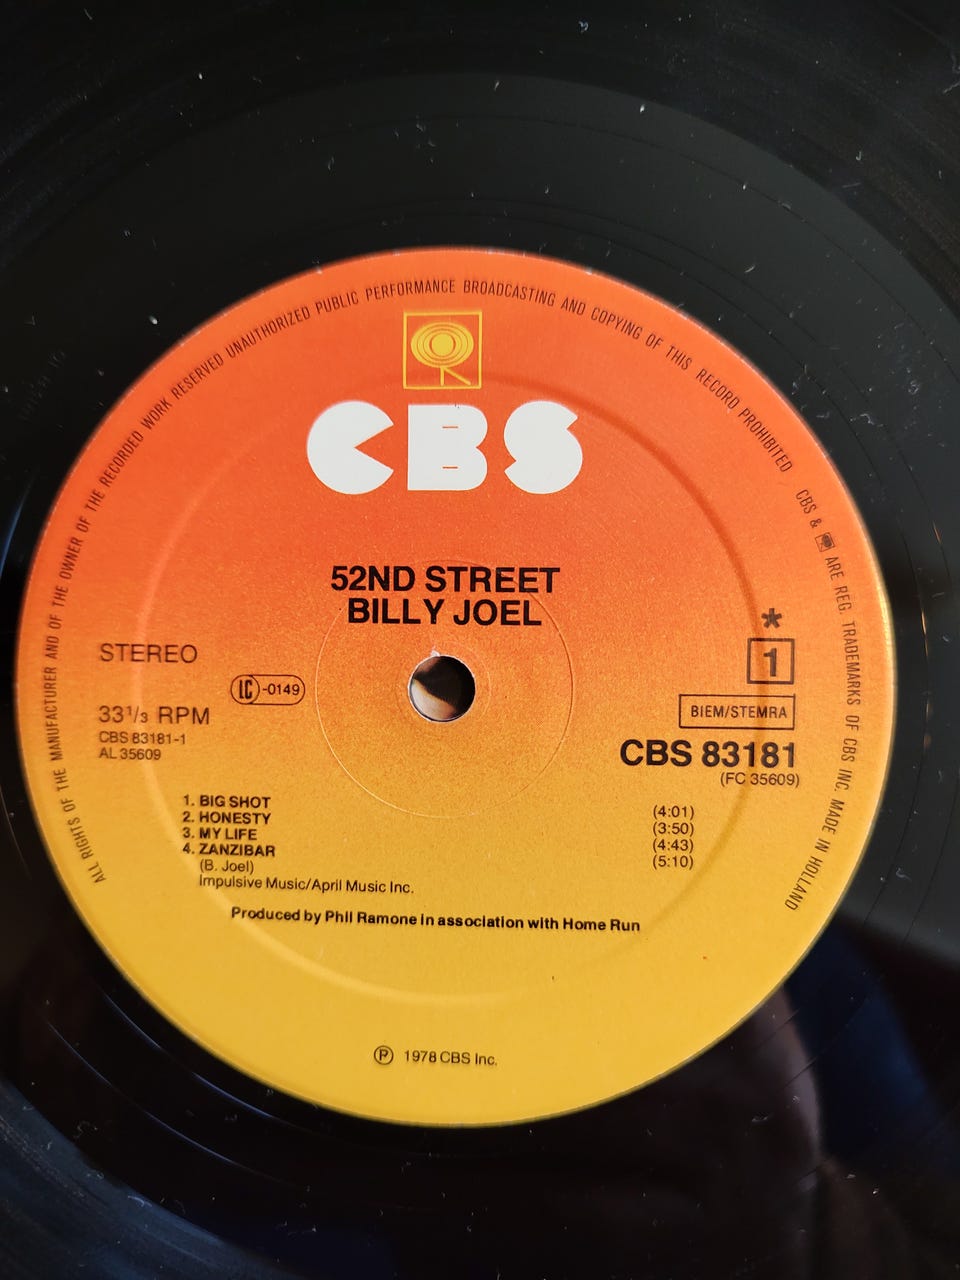 ALL RIGHTS OF THE MANUFACTURER AND OF THE OWNER OF THE RECORDED WORK RESERVED UNAUTHORIZED PUBLIC PERFORMANCE BROADCASTING AND COPYING OF THIS RECORD PROHIBITED CBS & ARE REG. TRADEMARKS OF CBS INC. MADE IN HOLLAND
CBS
52ND STREET
BILLY JOEL
STEREO
LC-0149
33⅓ RPM
CBS 83181-1
AL 35609
*
1
BIEM/STEMRA
CBS 83181
(FC 35609)
1. BIG SHOT (4:01)
2. HONESTY (3:50)
3. MY LIFE (4:43)
4. ZANZIBAR (5:10)
(B. Joel)
Impulsive Music/April Music Inc.
Produced by Phil Ramone in association with Home Run
℗ 1978 CBS Inc.